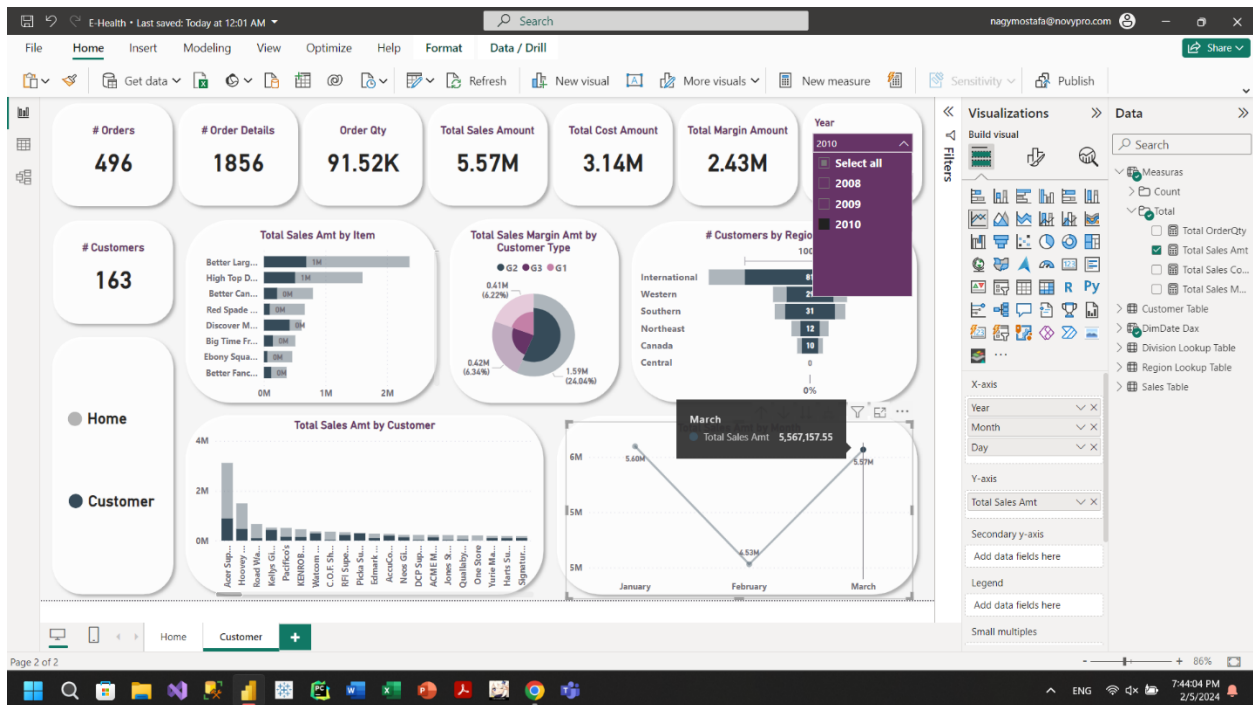 E-Health • Last saved: Today at 12:01 AM
Search
nagymostafa@novypro.com
File Home Insert Modeling View Optimize Help Format Data / Drill
Share
Get data
Refresh
New visual
More visuals
New measure
Sensitivity
Publish
# Orders
496
# Order Details
1856
Order Qty
91.52K
Total Sales Amount
5.57M
Total Cost Amount
3.14M
Total Margin Amount
2.43M
Year
2010
Select all
2008
2009
2010
# Customers
163
Total Sales Amt by Item
Better Larg... 1M
High Top D... 1M
Better Can... 0M
Red Spade ... 0M
Discover M... 0M
Big Time Fr... 0M
Ebony Squa... 0M
Better Fanc... 0M
0M 1M 2M
Total Sales Margin Amt by
Customer Type
G2 G3 G1
0.41M
(6.22%)
0.42M
(6.34%)
1.59M
(24.04%)
# Customers by Regio
100
International 81
Western
Southern 31
Northeast 12
Canada 10
Central 0
0%
Home
Customer
Total Sales Amt by Customer
4M
2M
0M
Acer Sup...
Hoovey ...
Road Wa...
Kellys Gi...
Pacifico's
KENROB...
Watcom ...
C.O.F. Sh...
RFI Supe...
Picka Su...
Edmark ...
AccuCo...
Nees Gi...
DCP Sup...
ACME M...
Jones St...
Quallaby...
One Store
Yurie Ma...
Harts Su...
Signatur...
March
Total Sales Amt 5,567,157.55
6M
5M
5M
5.60M
4.53M
5.57M
January February March
Filters
Visualizations
Build visual
X-axis
Year
Month
Day
Y-axis
Total Sales Amt
Secondary y-axis
Add data fields here
Legend
Add data fields here
Small multiples
Data
Search
Measuras
Count
Total
Total OrderQty
Total Sales Amt
Total Sales Co...
Total Sales M...
Customer Table
DimDate Dax
Division Lookup Table
Region Lookup Table
Sales Table
Home Customer
Page 2 of 2
86%
ENG
7:44:04 PM
2/5/2024